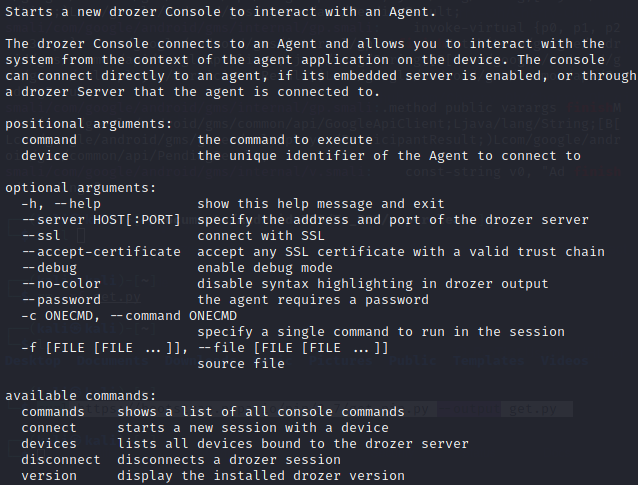 Starts a new drozer Console to interact with an Agent.
The drozer Console connects to an Agent and allows you to interact with the
system from the context of the agent application on the device. The console
can connect directly to an agent, if its embedded server is enabled, or through
a drozer Server that the agent is connected to.
positional arguments:
command the command to execute
device the unique identifier of the Agent to connect to
optional arguments:
-h, --help show this help message and exit
--server HOST[:PORT] specify the address and port of the drozer server
--ssl connect with SSL
--accept-certificate accept any SSL certificate with a valid trust chain
--debug enable debug mode
--no-color disable syntax highlighting in drozer output
--password the agent requires a password
-c ONECMD, --command ONECMD
specify a single command to run in the session
-f [FILE [FILE ...]], --file [FILE [FILE ...]]
source file
available commands:
commands shows a list of all console commands
connect starts a new session with a device
devices lists all devices bound to the drozer server
disconnect disconnects a drozer session
version display the installed drozer version